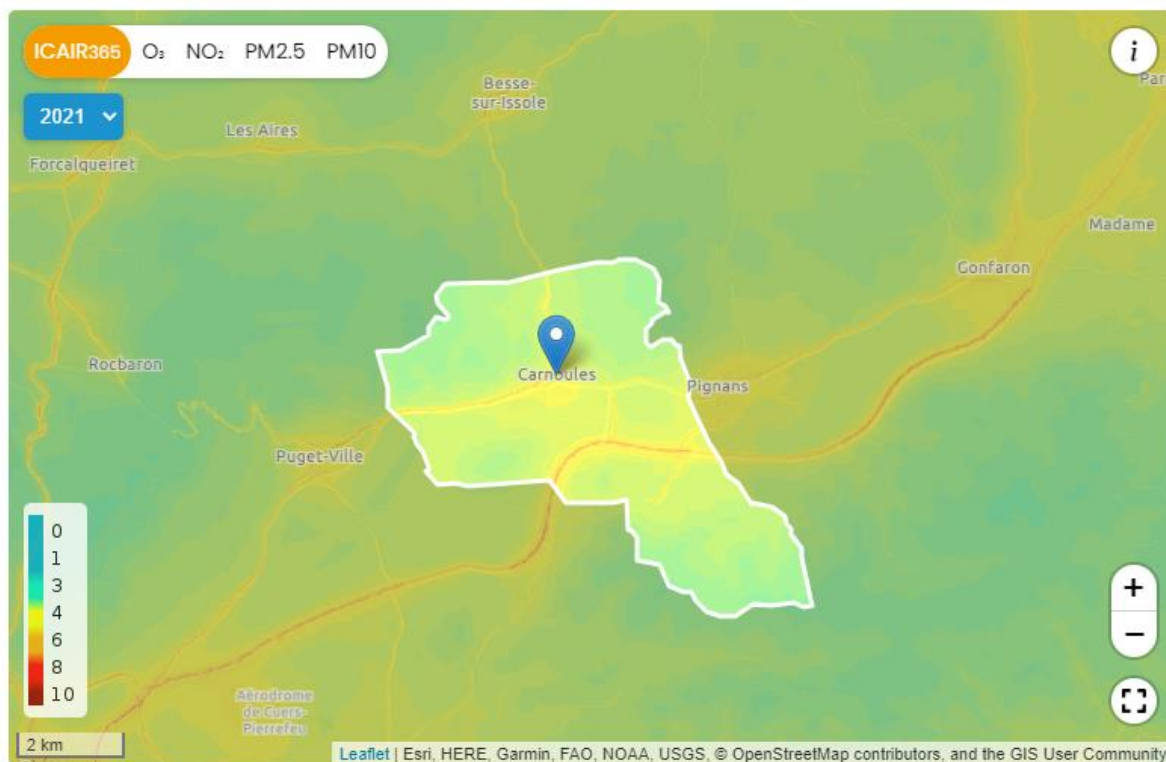 ICAIR365 O₃ NO₂ PM2.5 PM10
i
2021
Besse-
sur-Issole
Par
Les Aires
Forcalqueiret
Madame
Gonfaron
Rocbaron
Carnoules
Pignans
Puget-Ville
0
1
3
4
6
8
10
+
−
Aérodrome
de Cuers-
Pierrefeu
2 km
Leaflet | Esri, HERE, Garmin, FAO, NOAA, USGS, © OpenStreetMap contributors, and the GIS User Community